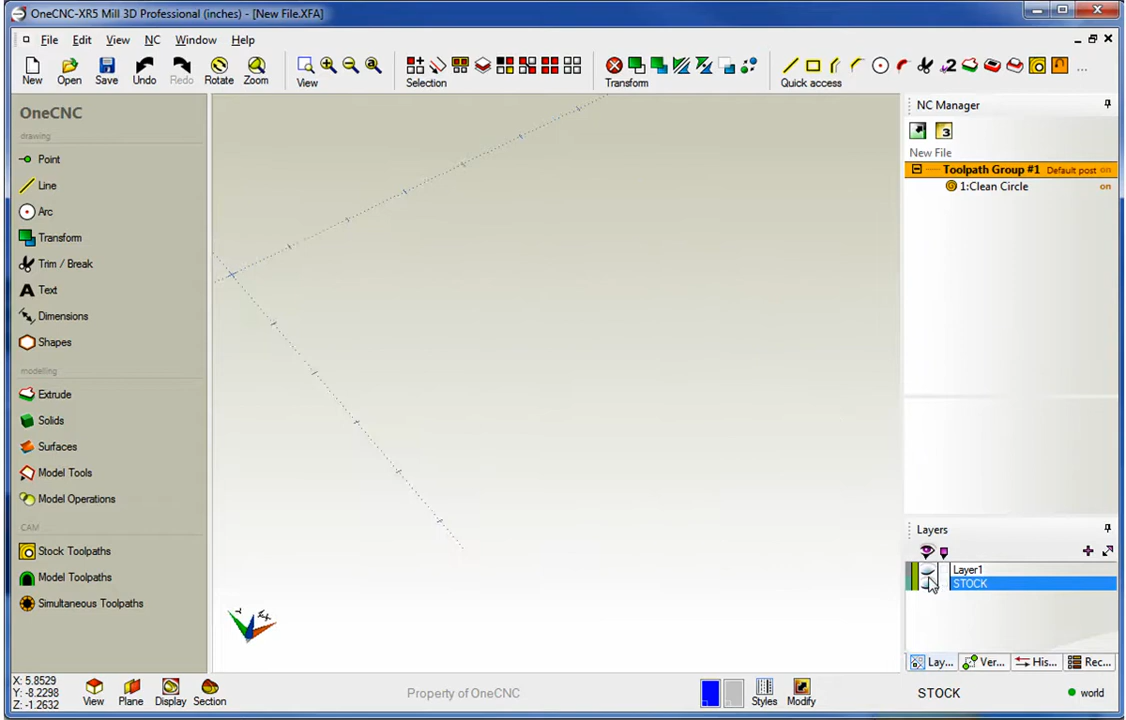 OneCNC-XR5 Mill 3D Professional (inches) - [New File.XFA]
File Edit View NC Window Help
New Open Save Undo Redo Rotate Zoom View Selection Transform Quick access ...
OneCNC
drawing
Point
Line
Arc
Transform
Trim / Break
Text
Dimensions
Shapes
modelling
Extrude
Solids
Surfaces
Model Tools
Model Operations
CAM
Stock Toolpaths
Model Toolpaths
Simultaneous Toolpaths
NC Manager
New File
Toolpath Group #1 Default post on
1:Clean Circle on
Layers
Layer1
STOCK
Lay... Ver... His... Rec...
X: 5.8529
Y: -8.2298
Z: -1.2632
View Plane Display Section
Property of OneCNC
Styles Modify
STOCK
world